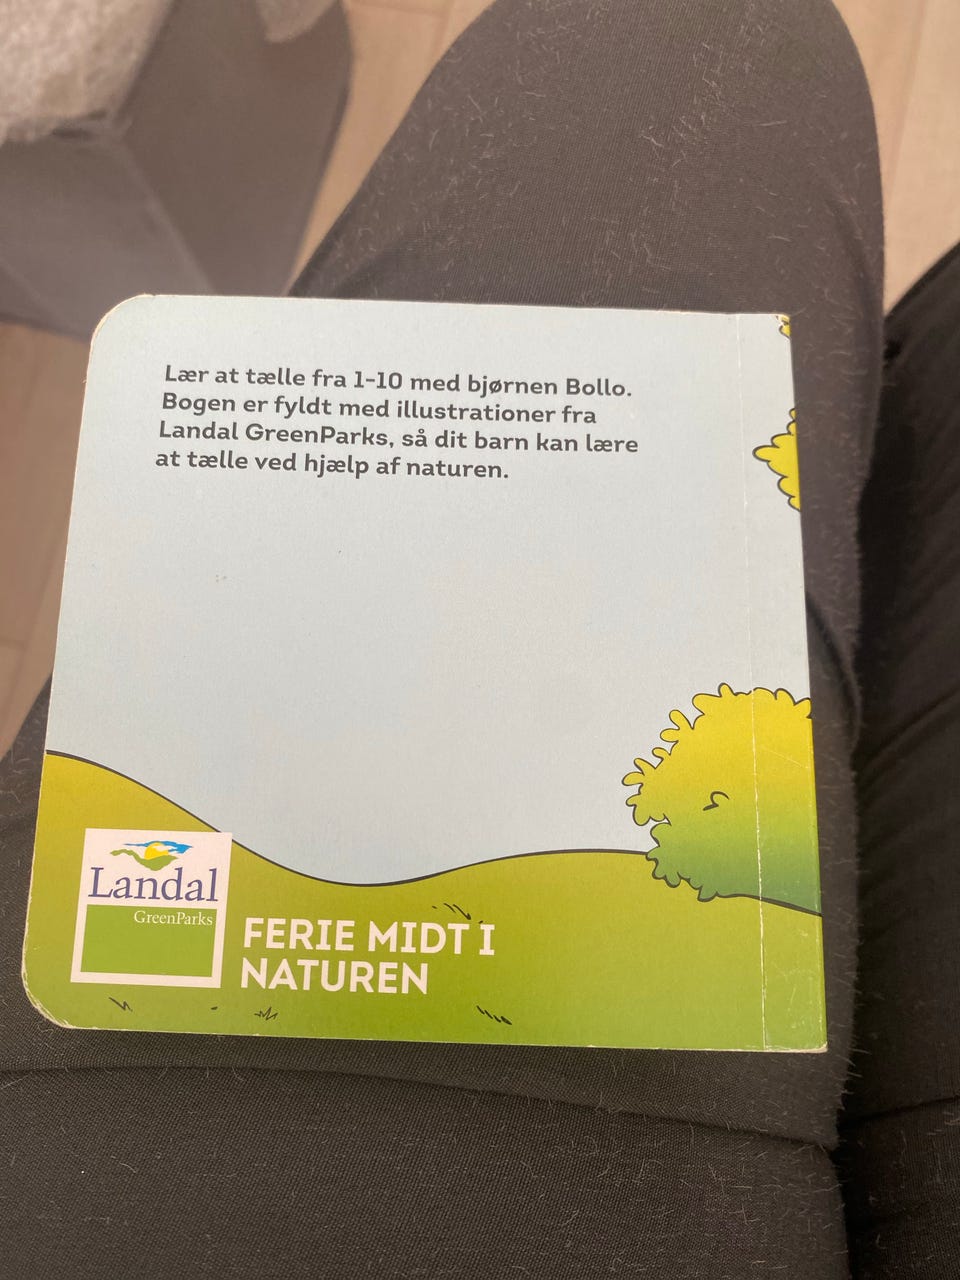 Lær at tælle fra 1-10 med bjørnen Bollo.
Bogen er fyldt med illustrationer fra
Landal GreenParks, så dit barn kan lære
at tælle ved hjælp af naturen.
Landal
GreenParks
FERIE MIDT I
NATUREN